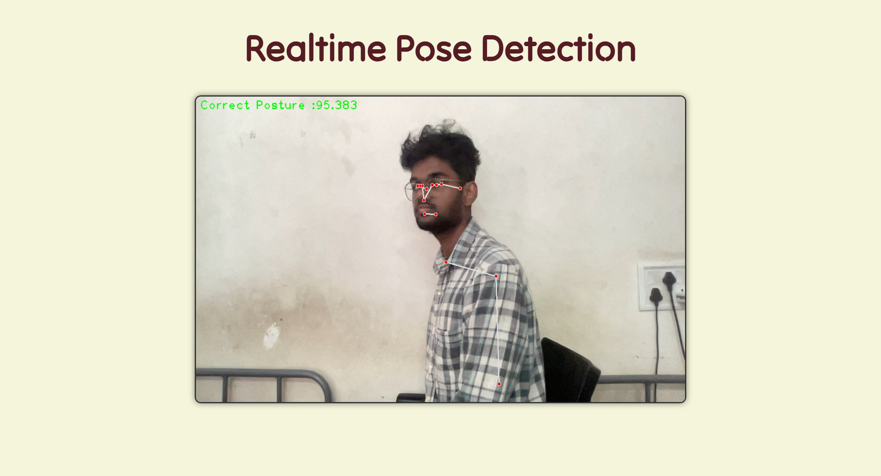 Realtime Pose Detection
Correct Posture :95.383